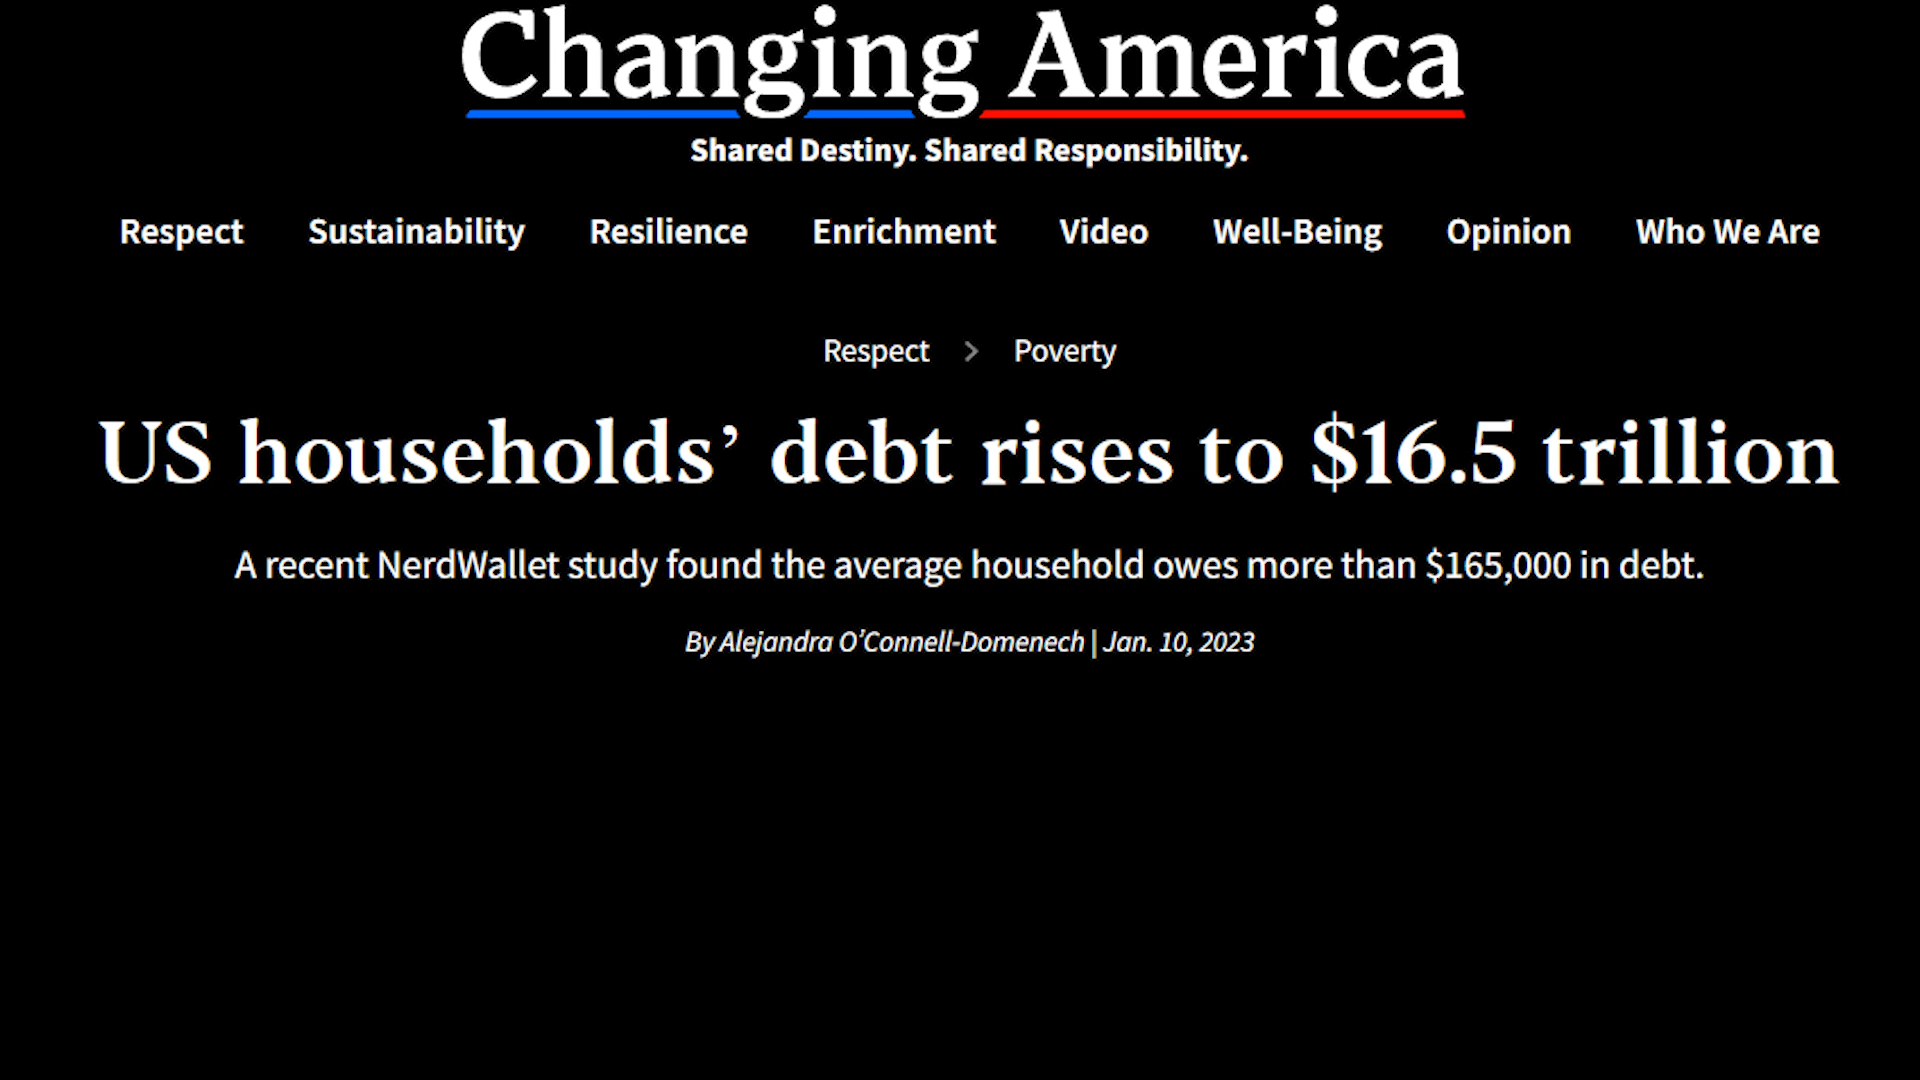 Changing America
Shared Destiny. Shared Responsibility.
Respect Sustainability Resilience Enrichment Video Well-Being Opinion Who We Are
Respect > Poverty
US households’ debt rises to $16.5 trillion
A recent NerdWallet study found the average household owes more than $165,000 in debt.
By Alejandra O’Connell-Domenech | Jan. 10, 2023